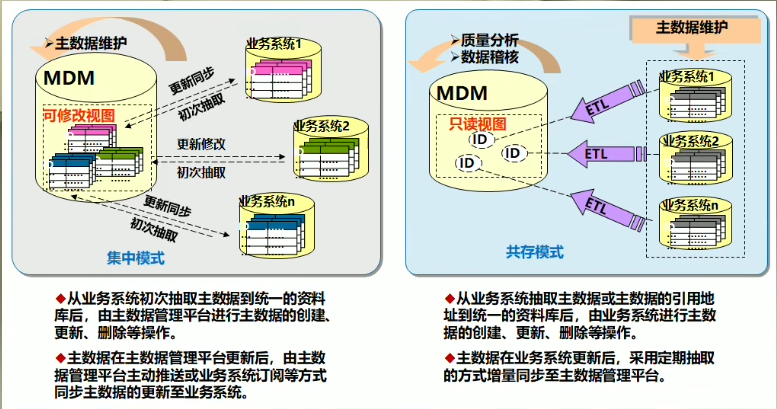 主数据维护
MDM
可修改视图
业务系统1
更新同步
初次抽取
业务系统2
更新修改
初次抽取
业务系统n
更新同步
初次抽取
集中模式
从业务系统初次抽取主数据到统一的资料
库后，由主数据管理平台进行主数据的创建、
更新、删除等操作。
主数据在主数据管理平台更新后，由主数
据管理平台主动推送或业务系统订阅等方式
同步主数据的更新至业务系统。
质量分析
数据稽核
主数据维护
MDM
只读视图
ID
ID
ID
ETL
ETL
ETL
业务系统1
业务系统2
业务系统n
共存模式
从业务系统抽取主数据或主数据的引用地
址到统一的资料库后，由业务系统进行主数
据的创建、更新、删除等操作。
主数据在业务系统更新后，采用定期抽取
的方式增量同步至主数据管理平台。